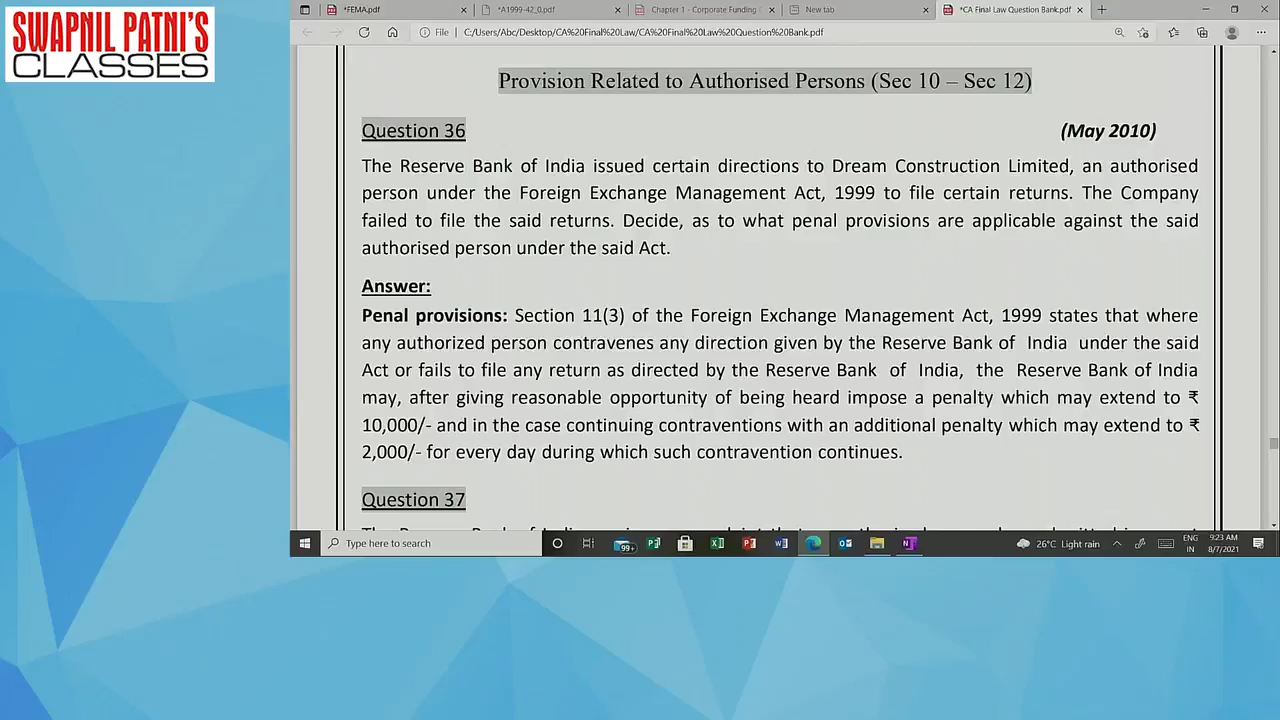 SWAPNIL PATNI'S
CLASSES
*FEMA.pdf
*A1999-42_0.pdf
Chapter 1 - Corporate Funding
New tab
*CA Final Law Question Bank.pdf
File
C:/Users/Abc/Desktop/CA%20Final%20Law/CA%20Final%20Law%20Question%20Bank.pdf
Provision Related to Authorised Persons (Sec 10 – Sec 12)
Question 36 (May 2010)
The Reserve Bank of India issued certain directions to Dream Construction Limited, an authorised
person under the Foreign Exchange Management Act, 1999 to file certain returns. The Company
failed to file the said returns. Decide, as to what penal provisions are applicable against the said
authorised person under the said Act.
Answer:
Penal provisions: Section 11(3) of the Foreign Exchange Management Act, 1999 states that where
any authorized person contravenes any direction given by the Reserve Bank of India under the said
Act or fails to file any return as directed by the Reserve Bank of India, the Reserve Bank of India
may, after giving reasonable opportunity of being heard impose a penalty which may extend to ₹
10,000/- and in the case continuing contraventions with an additional penalty which may extend to ₹
2,000/- for every day during which such contravention continues.
Question 37
Type here to search
99+
26°C Light rain
ENG
IN
9:23 AM
8/7/2021